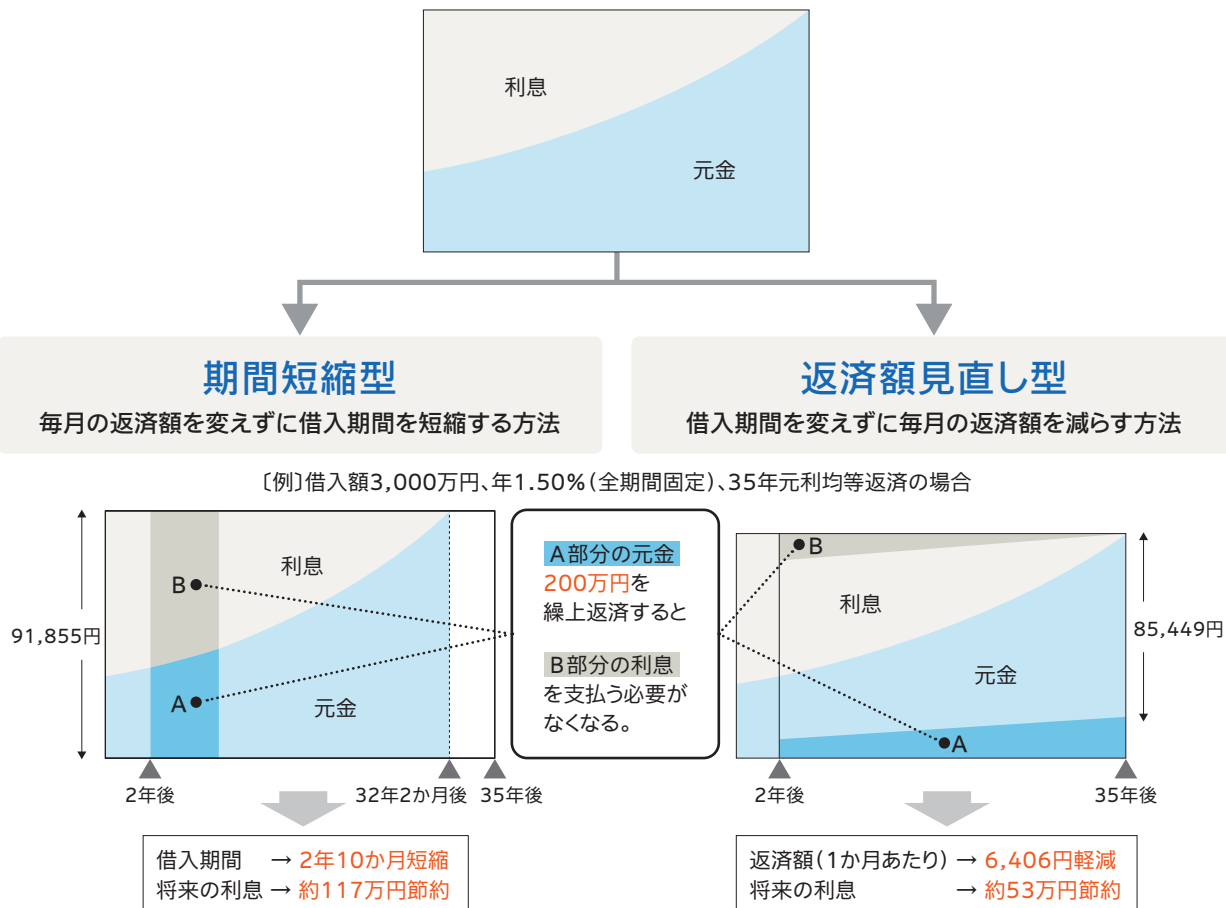 利息
元金
期間短縮型
毎月の返済額を変えずに借入期間を短縮する方法
返済額見直し型
借入期間を変えずに毎月の返済額を減らす方法
〔例〕借入額3,000万円、年1.50%(全期間固定)、35年元利均等返済の場合
91,855円
B
利息
A
元金
2年後
32年2か月後
35年後
A部分の元金
200万円を
繰上返済すると
B部分の利息
を支払う必要が
なくなる。
B
利息
元金
A
85,449円
2年後
35年後
借入期間 → 2年10か月短縮
将来の利息 → 約117万円節約
返済額(1か月あたり) → 6,406円軽減
将来の利息 → 約53万円節約